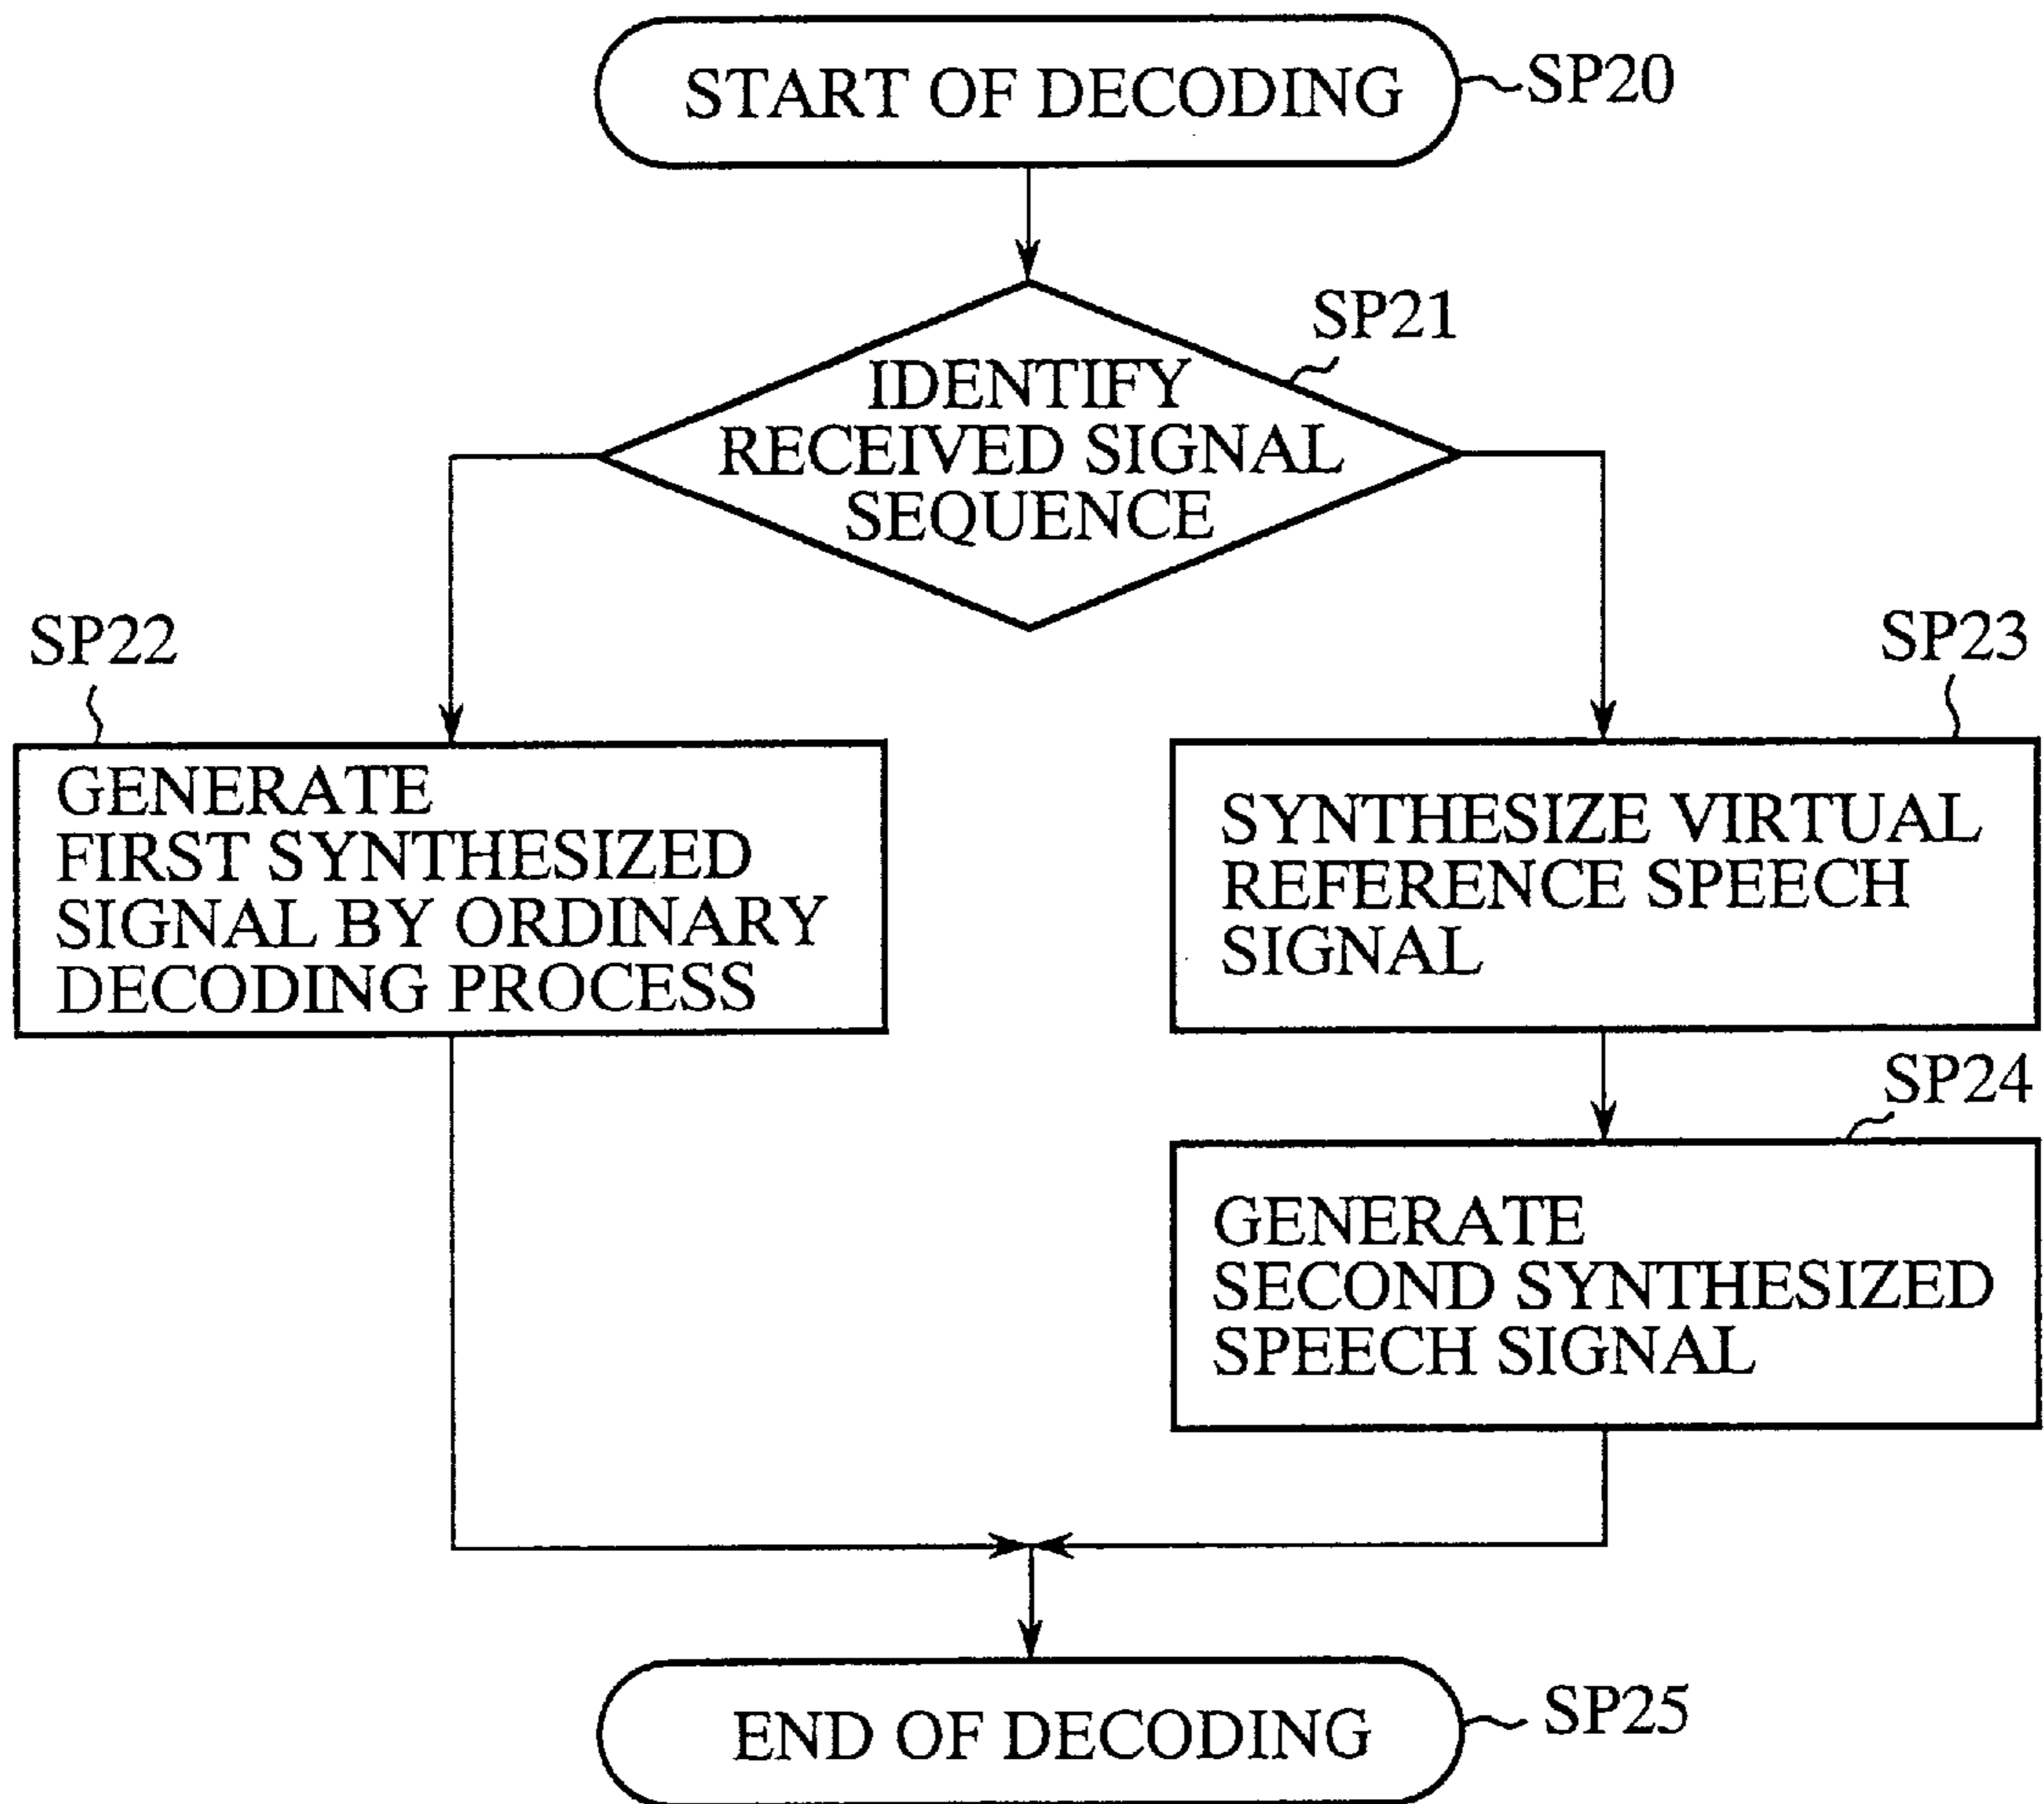 START OF DECODING
SP20
SP21
IDENTIFY
RECEIVED SIGNAL
SEQUENCE
SP22
GENERATE
FIRST SYNTHESIZED
SIGNAL BY ORDINARY
DECODING PROCESS
SP23
SYNTHESIZE VIRTUAL
REFERENCE SPEECH
SIGNAL
SP24
GENERATE
SECOND SYNTHESIZED
SPEECH SIGNAL
END OF DECODING
SP25